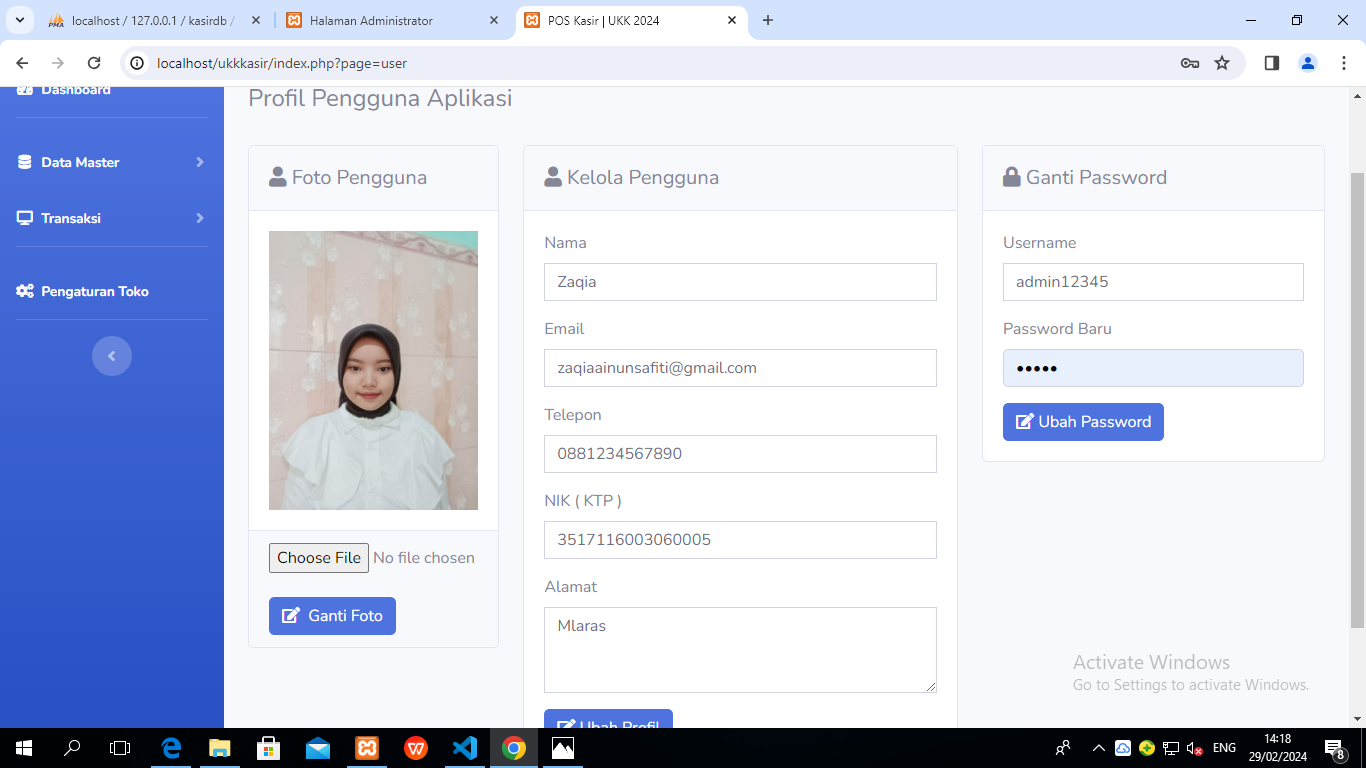 localhost / 127.0.0.1 / kasirdb /
Halaman Administrator
POS Kasir | UKK 2024
localhost/ukkkasir/index.php?page=user
Dashboard
Data Master
Transaksi
Pengaturan Toko
Profil Pengguna Aplikasi
Foto Pengguna
Choose File No file chosen
Ganti Foto
Kelola Pengguna
Nama
Zaqia
Email
zaqiaainunsafiti@gmail.com
Telepon
0881234567890
NIK ( KTP )
3517116003060005
Alamat
Mlaras
Ubah Profil
Ganti Password
Username
admin12345
Password Baru
•••••
Ubah Password
Activate Windows
Go to Settings to activate Windows.
ENG
14:18
29/02/2024
8